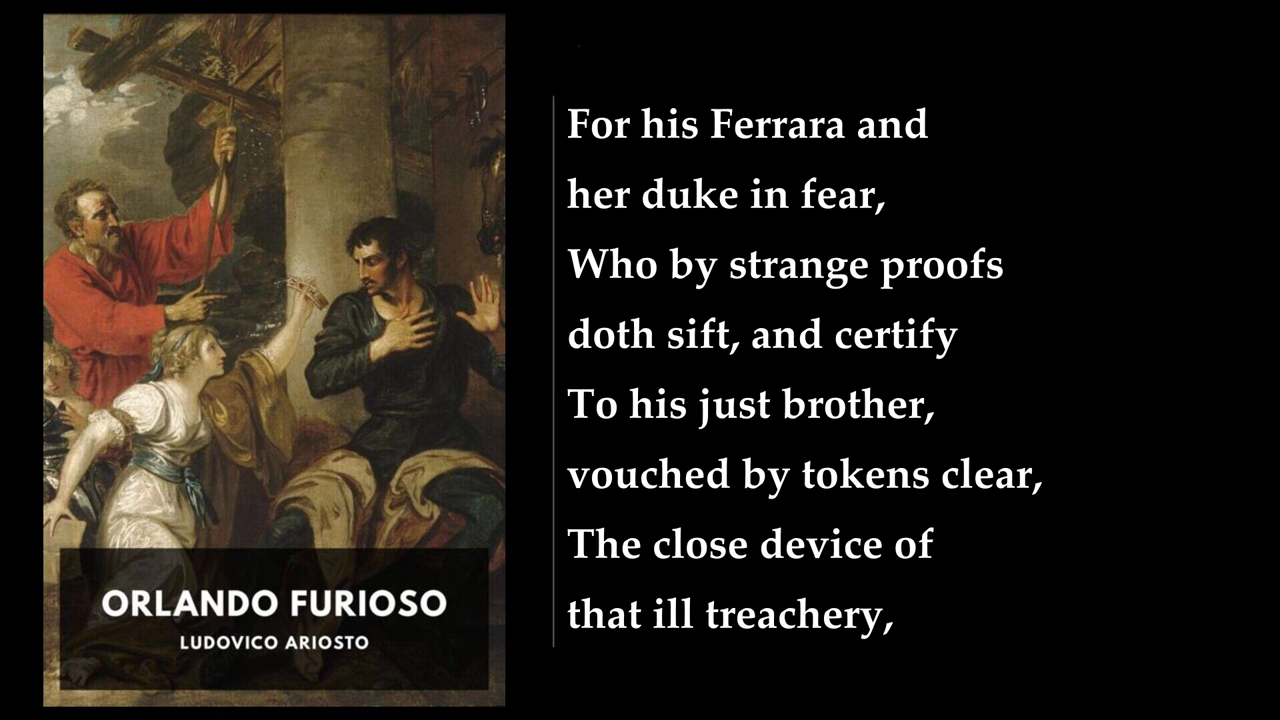 ORLANDO FURIOSO
LUDOVICO ARIOSTO
For his Ferrara and
her duke in fear,
Who by strange proofs
doth sift, and certify
To his just brother,
vouched by tokens clear,
The close device of
that ill treachery,